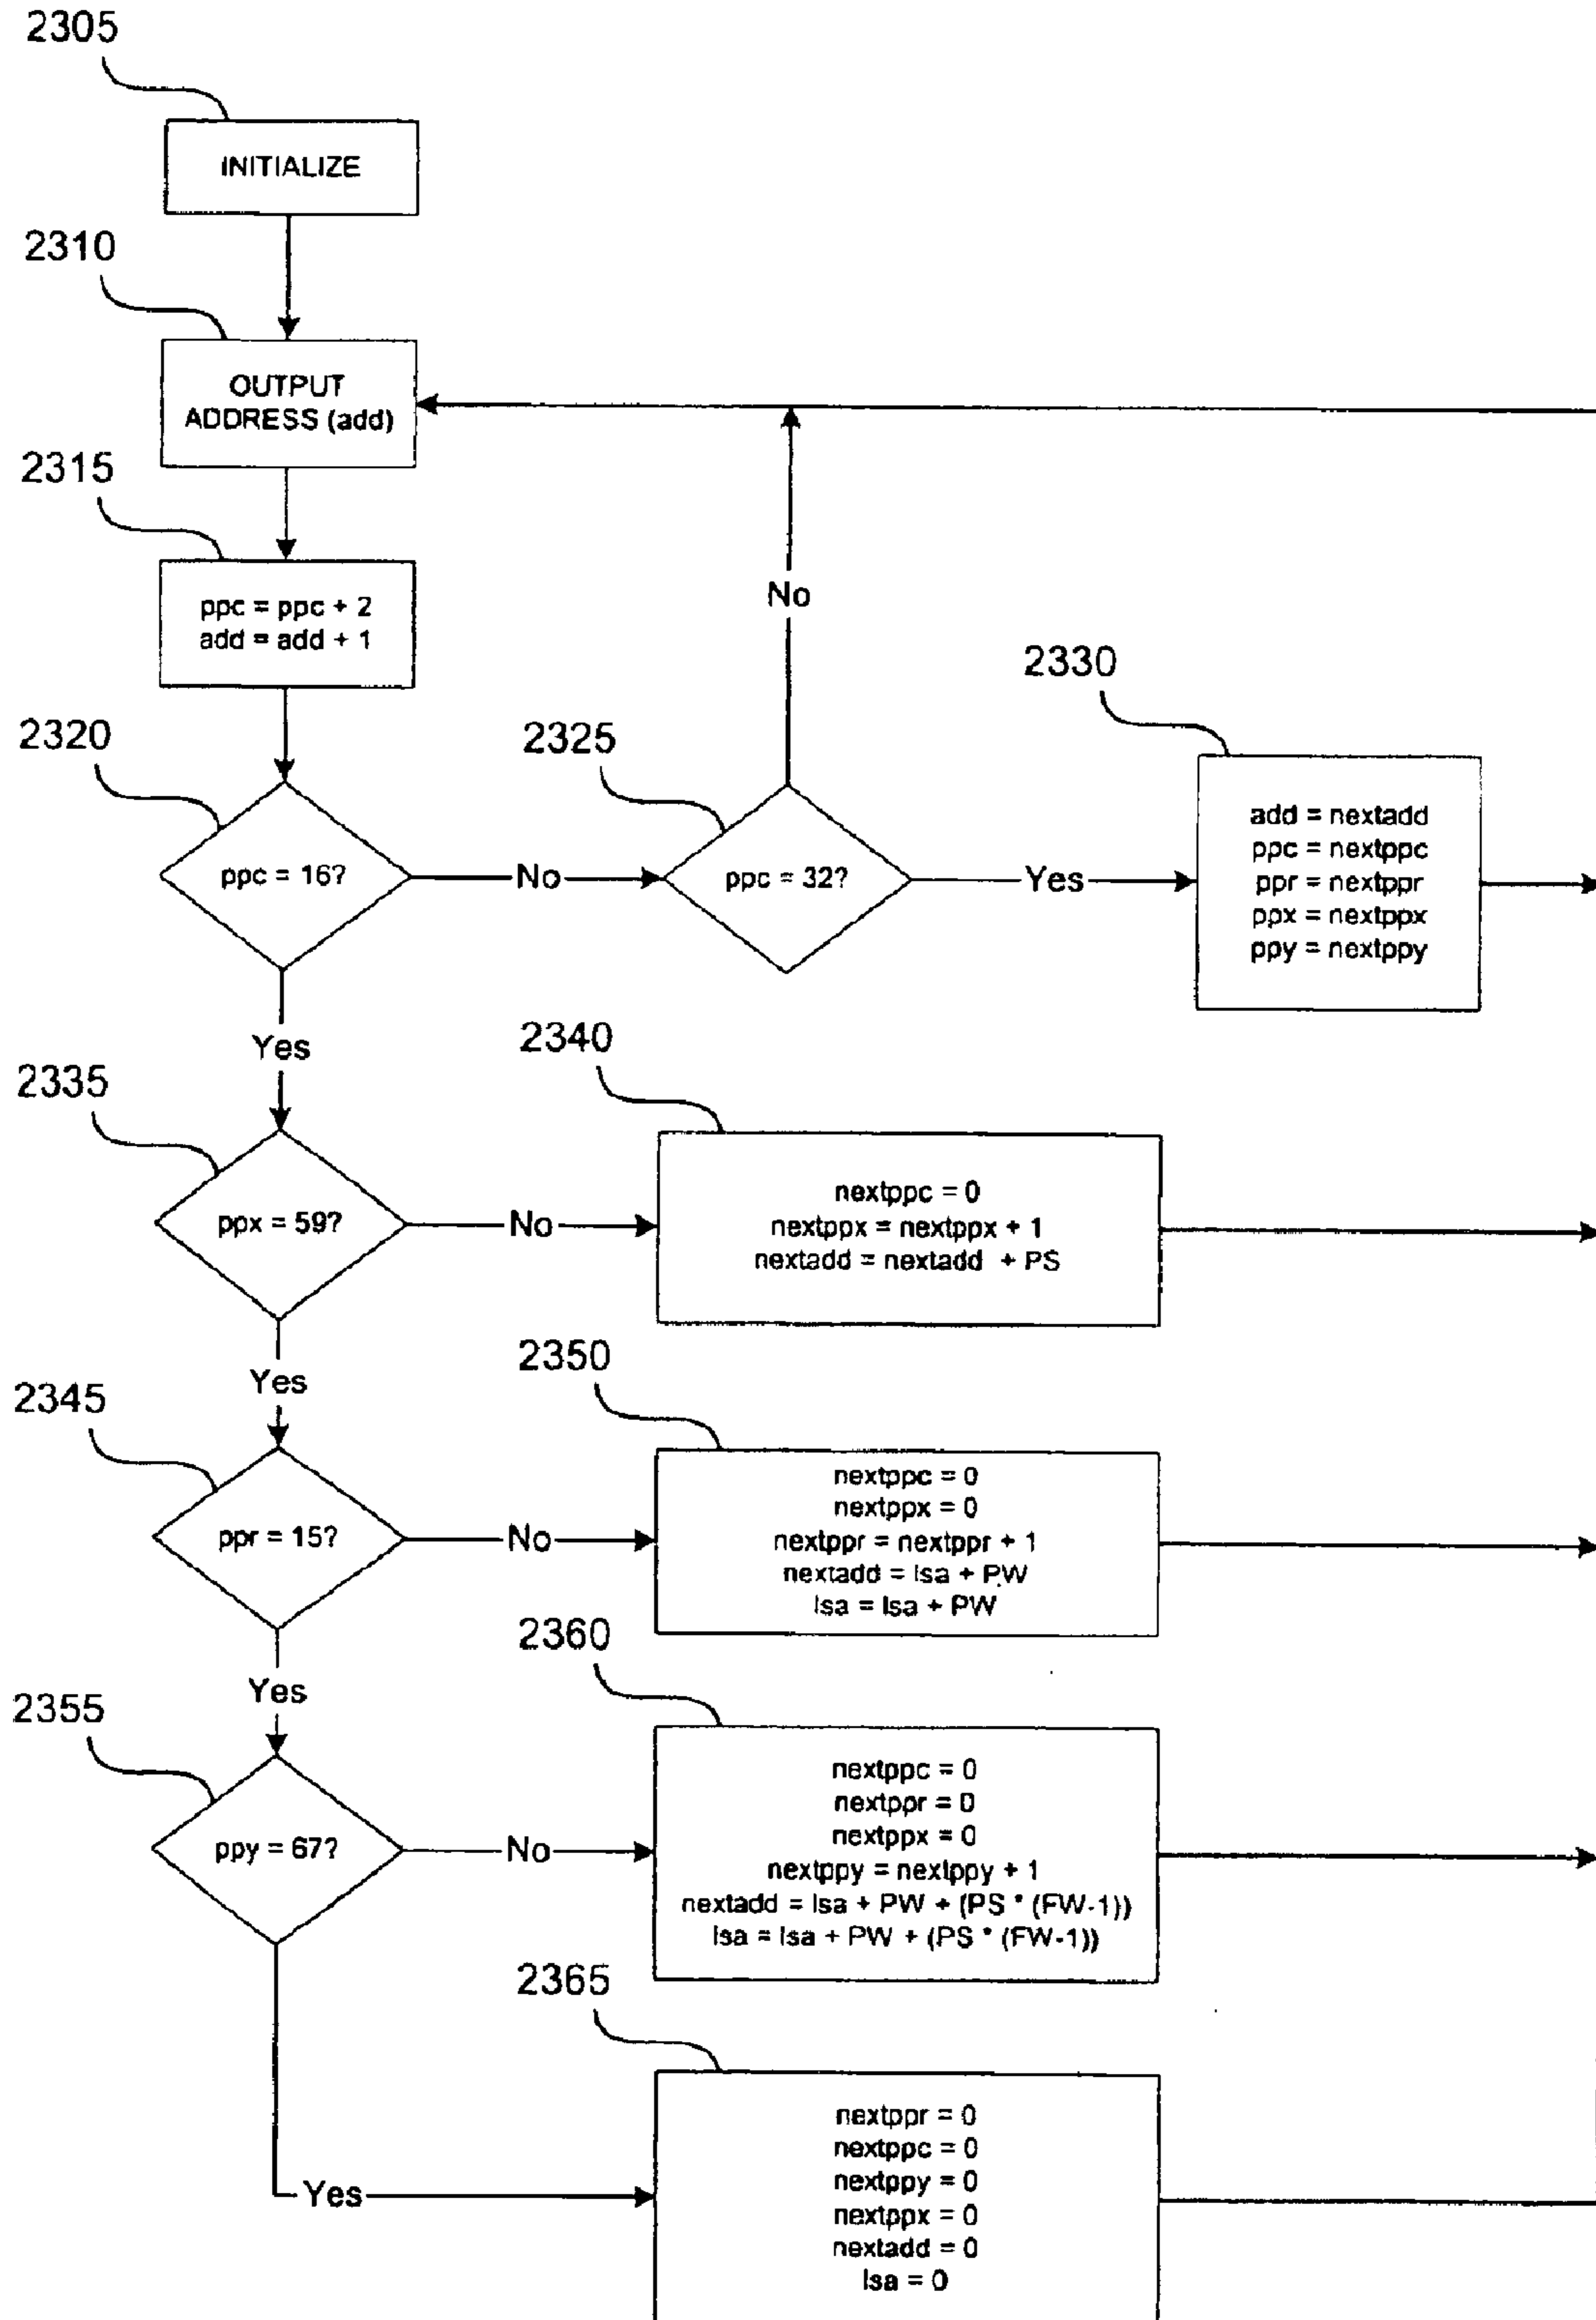 2305
INITIALIZE
2310
OUTPUT
ADDRESS (add)
2315
ppc = ppc + 2
add = add + 1
No
2320
ppc = 16?
No
2325
ppc = 32?
Yes
2330
add = nextadd
ppc = nextppc
ppr = nextppr
ppx = nextppx
ppy = nextppy
Yes
2335
ppx = 59?
No
2340
nextppc = 0
nextppx = nextppx + 1
nextadd = nextadd + PS
Yes
2345
ppr = 15?
No
2350
nextppc = 0
nextppx = 0
nextppr = nextppr + 1
nextadd = lsa + PW
lsa = lsa + PW
Yes
2355
ppy = 67?
No
2360
nextppc = 0
nextppr = 0
nextppx = 0
nextppy = nextppy + 1
nextadd = lsa + PW + (PS * (FW-1))
lsa = lsa + PW + (PS * (FW-1))
Yes
2365
nextppr = 0
nextppc = 0
nextppy = 0
nextppx = 0
nextadd = 0
lsa = 0